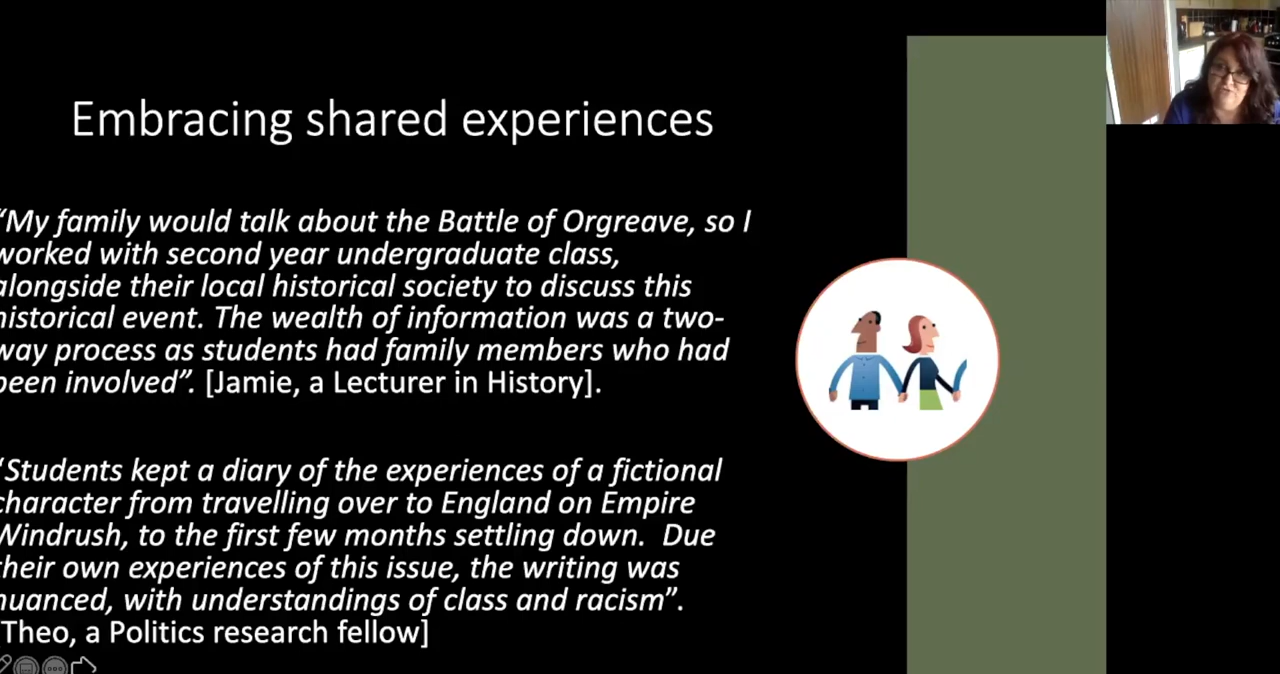 Embracing shared experiences
“My family would talk about the Battle of Orgreave, so I
worked with second year undergraduate class,
alongside their local historical society to discuss this
historical event. The wealth of information was a two-
way process as students had family members who had
been involved”. [Jamie, a Lecturer in History].
‘Students kept a diary of the experiences of a fictional
character from travelling over to England on Empire
Windrush, to the first few months settling down.  Due
their own experiences of this issue, the writing was
nuanced, with understandings of class and racism”.
[Theo, a Politics research fellow]